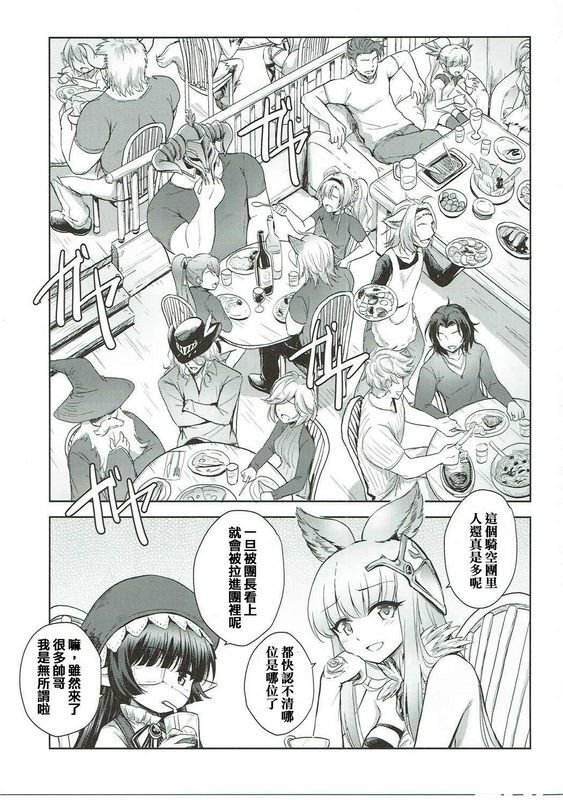 ガヤ
ガヤ
ガヤ
ガヤ
這個騎空團里
人還真是多呢
都快認不清哪
位是哪位了
一旦被團長看上
就會被拉進團裡呢
嘛，雖然來了
很多帥哥
我是無所謂啦